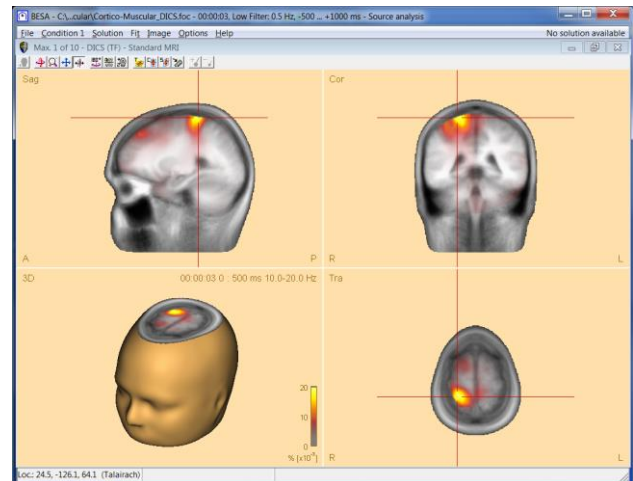 BESA – C:\...cular\Cortico-Muscular_DICS.foc - 00:00:03, Low Filter: 0.5 Hz, -500 ... +1000 ms - Source analysis
File Condition 1 Solution Fit Image Options Help No solution available
Max. 1 of 10 - DICS (TF) - Standard MRI
Sag Cor
A P R L
3D 00:00:03 0 : 500 ms 10.0-20.0 Hz Tra
20
10
0
% [x10 R L
Loc.: 24.5, -126.1, 64.1 (Talairach)